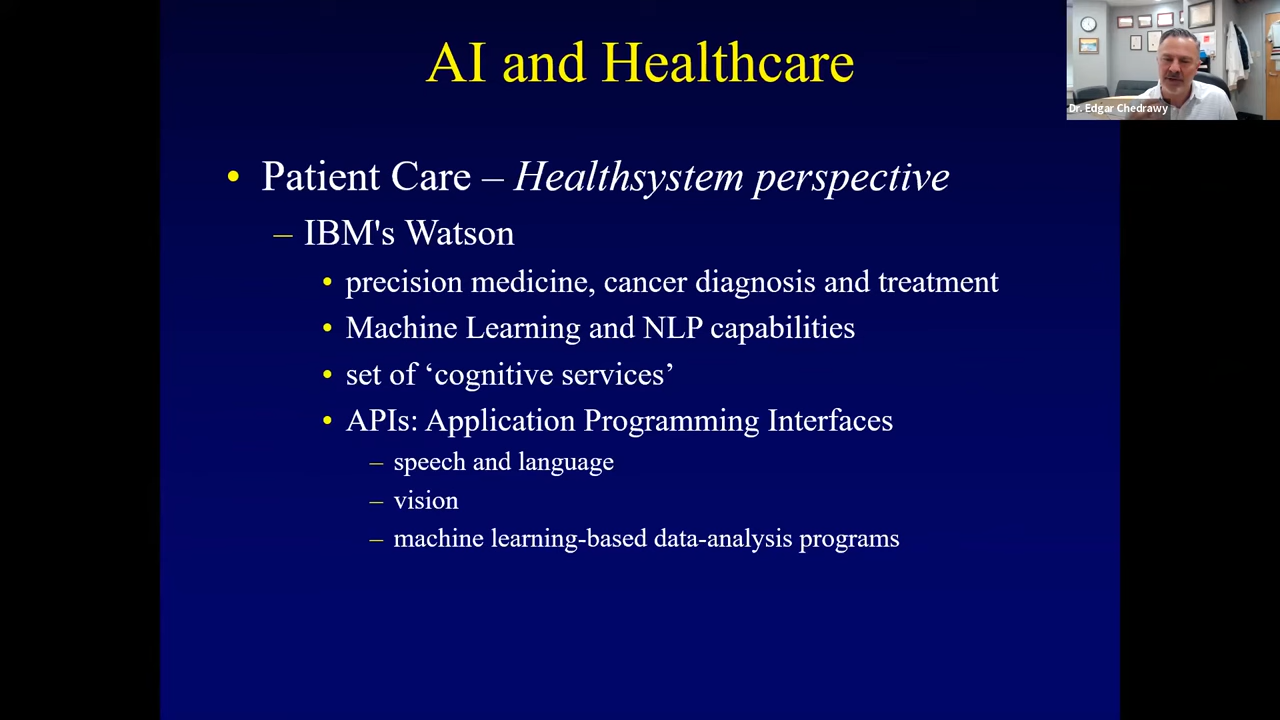 AI and Healthcare
Dr. Edgar Chedrawy
• Patient Care – Healthsystem perspective
– IBM's Watson
• precision medicine, cancer diagnosis and treatment
• Machine Learning and NLP capabilities
• set of ‘cognitive services’
• APIs: Application Programming Interfaces
– speech and language
– vision
– machine learning-based data-analysis programs